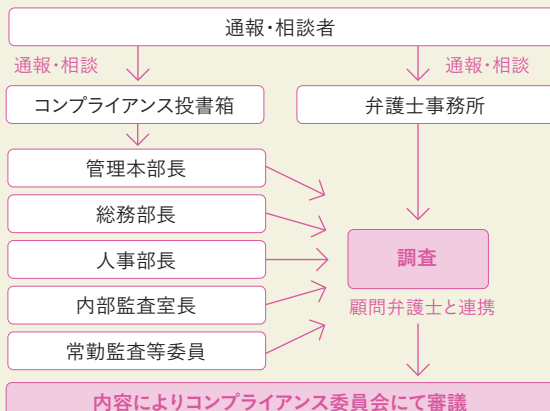 通報・相談者
通報・相談
通報・相談
コンプライアンス投書箱
弁護士事務所
管理本部長
総務部長
人事部長
内部監査室長
常勤監査等委員
調査
顧問弁護士と連携
内容によりコンプライアンス委員会にて審議